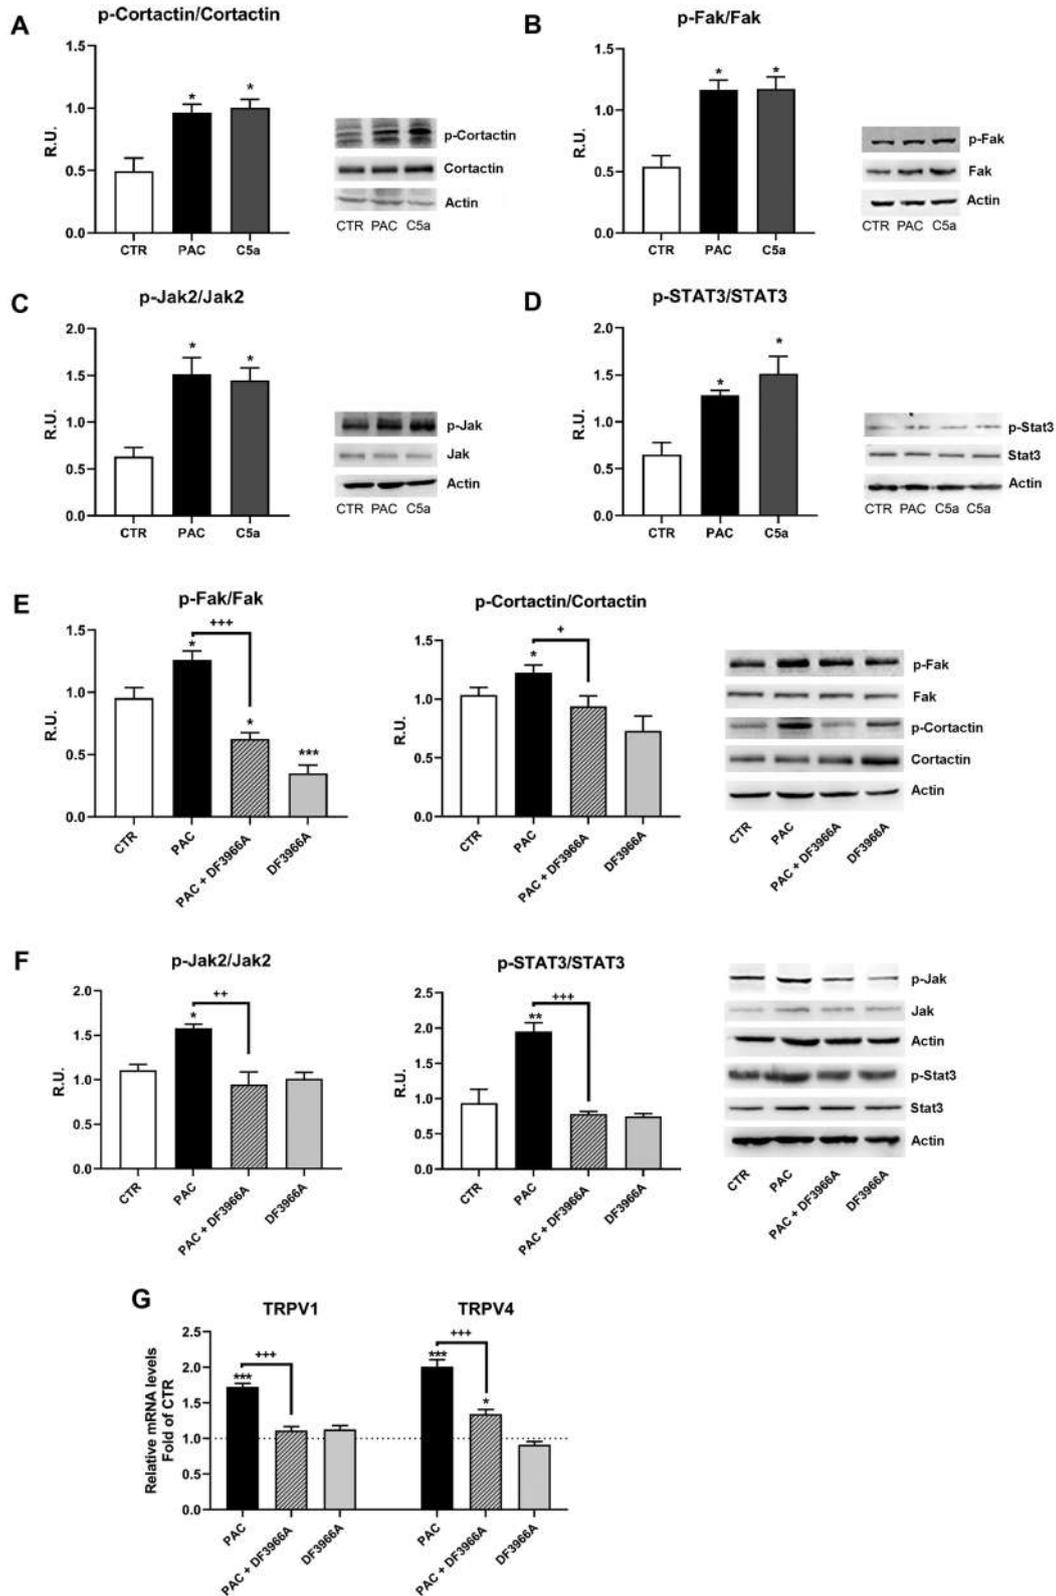 A
p-Cortactin/Cortactin
1.5
1.0
0.5
0.0
R.U.
*
*
CTR PAC C5a
p-Cortactin
Cortactin
Actin
CTR PAC C5a
B
p-Fak/Fak
1.5
1.0
0.5
0.0
R.U.
*
*
CTR PAC C5a
p-Fak
Fak
Actin
CTR PAC C5a
C
p-Jak2/Jak2
2.0
1.5
1.0
0.5
0.0
R.U.
*
*
CTR PAC C5a
p-Jak
Jak
Actin
CTR PAC C5a
D
p-STAT3/STAT3
2.0
1.5
1.0
0.5
0.0
R.U.
*
*
CTR PAC C5a
p-Stat3
Stat3
Actin
CTR PAC C5a C5a
E
p-Fak/Fak
1.5
1.0
0.5
0.0
R.U.
+++
*
*
***
CTR
PAC
PAC + DF3966A
DF3966A
p-Cortactin/Cortactin
1.5
1.0
0.5
0.0
R.U.
+
*
CTR
PAC
PAC + DF3966A
DF3966A
p-Fak
Fak
p-Cortactin
Cortactin
Actin
CTR
PAC
PAC + DF3966A
DF3966A
F
p-Jak2/Jak2
2.0
1.5
1.0
0.5
0.0
R.U.
++
*
CTR
PAC
PAC + DF3966A
DF3966A
p-STAT3/STAT3
2.5
2.0
1.5
1.0
0.5
0.0
R.U.
+++
**
CTR
PAC
PAC + DF3966A
DF3966A
p-Jak
Jak
Actin
p-Stat3
Stat3
Actin
CTR
PAC
PAC + DF3966A
DF3966A
G
TRPV1
TRPV4
2.5
2.0
1.5
1.0
0.5
0.0
Relative mRNA levels
Fold of CTR
+++
***
+++
***
*
PAC
PAC + DF3966A
DF3966A
PAC
PAC + DF3966A
DF3966A